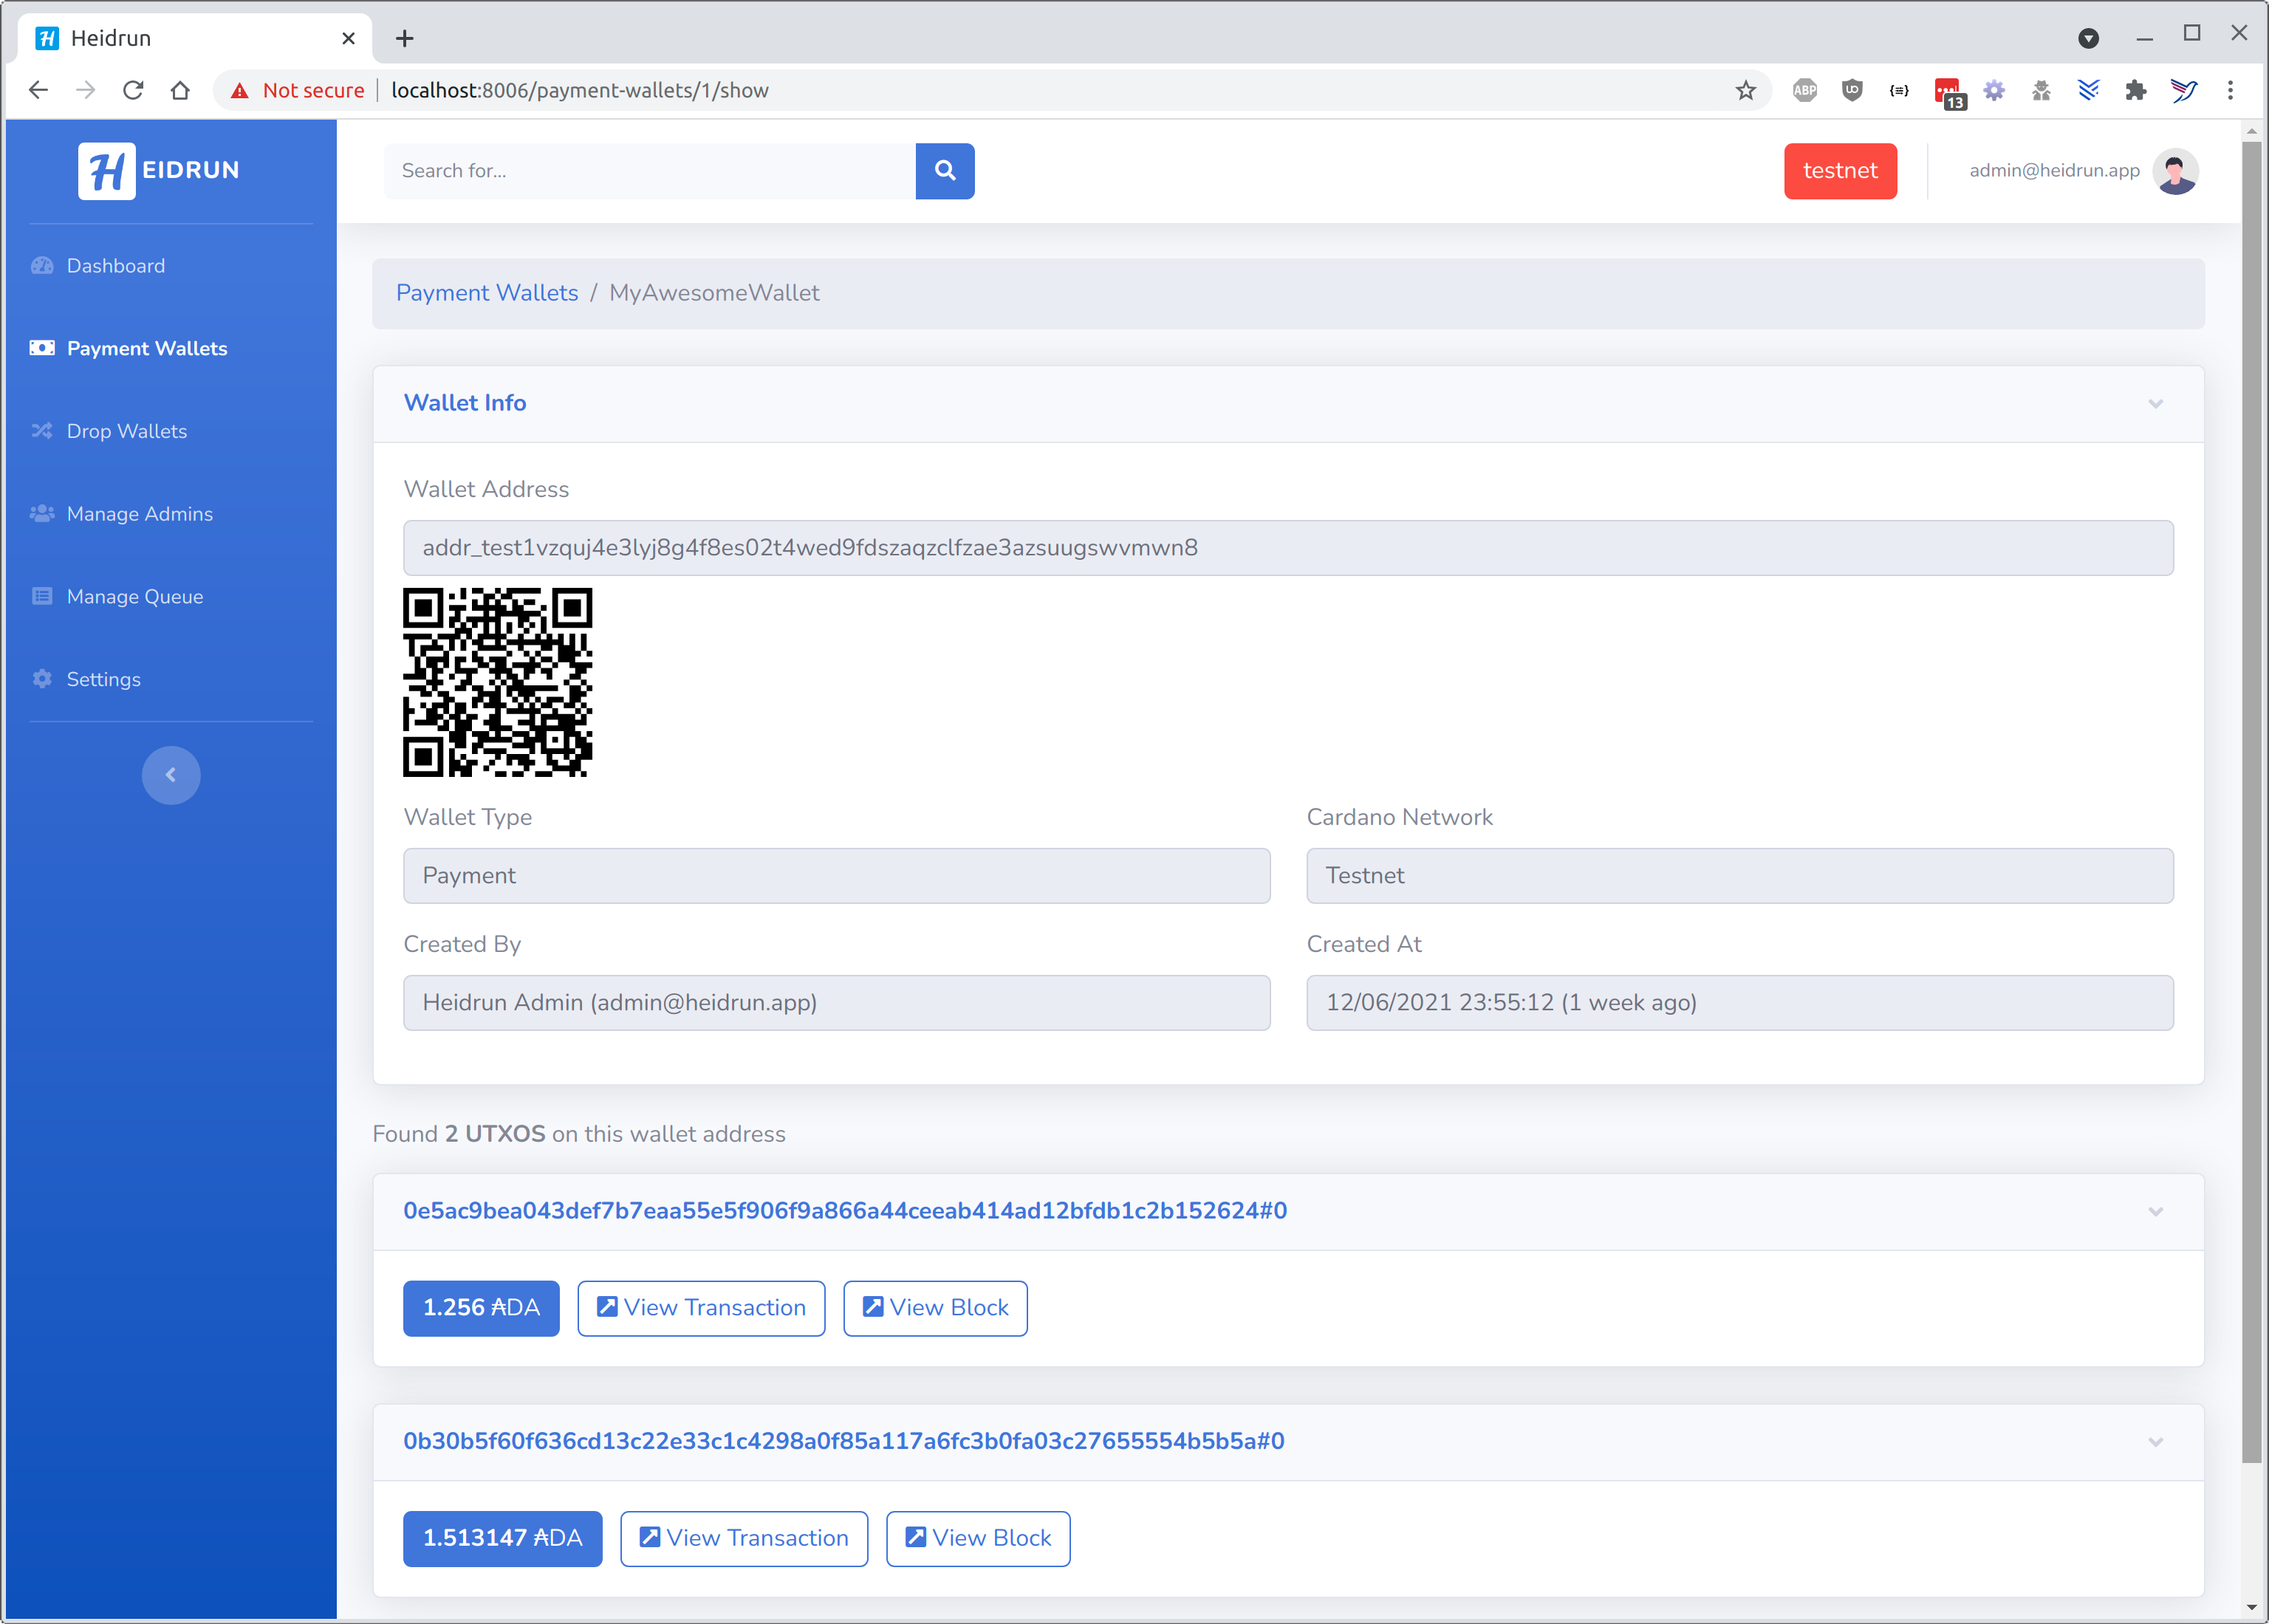 Heidrun
Not secure
localhost:8006/payment-wallets/1/show
ABP
UD
13
H EIDRUN
Search for...
testnet
admin@heidrun.app
Dashboard
Payment Wallets
Drop Wallets
Manage Admins
Manage Queue
Settings
Payment Wallets / MyAwesomeWallet
Wallet Info
Wallet Address
addr_test1vzquj4e3lyj8g4f8es02t4wed9fdszaqzclfzae3azsuugswvmwn8
Wallet Type
Cardano Network
Payment
Testnet
Created By
Created At
Heidrun Admin (admin@heidrun.app)
12/06/2021 23:55:12 (1 week ago)
Found 2 UTXOS on this wallet address
0e5ac9bea043def7b7eaa55e5f906f9a866a44ceeab414ad12bfdb1c2b152624#0
1.256 ₳DA
View Transaction
View Block
0b30b5f60f636cd13c22e33c1c4298a0f85a117a6fc3b0fa03c27655554b5b5a#0
1.513147 ₳DA
View Transaction
View Block